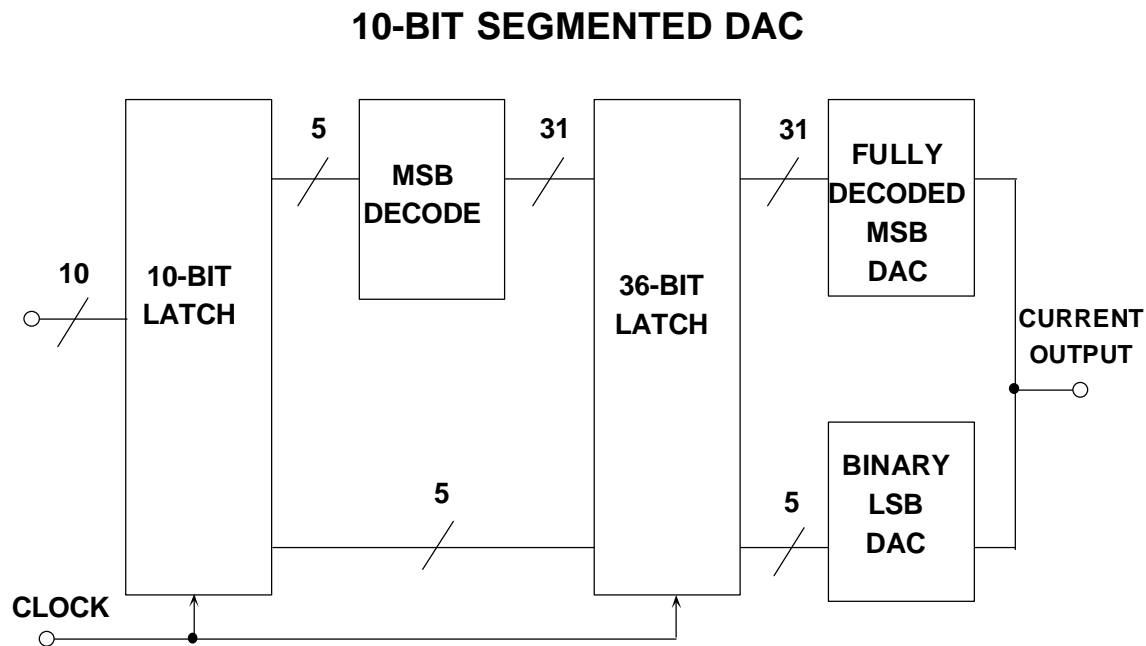 10-BIT SEGMENTED DAC
5
31
31
MSB
DECODE
FULLY
DECODED
MSB
DAC
10
10-BIT
LATCH
36-BIT
LATCH
CURRENT
OUTPUT
5
5
BINARY
LSB
DAC
CLOCK